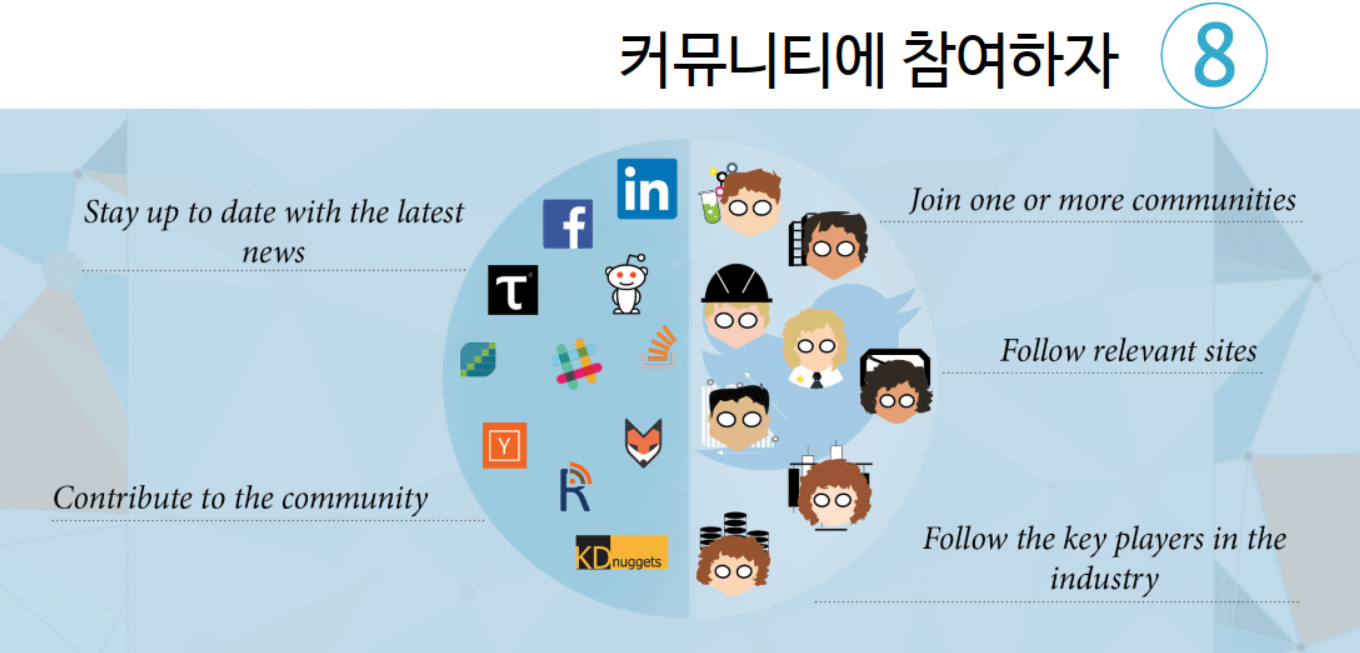 커뮤니티에 참여하자 8
Stay up to date with the latest
news
Contribute to the community
in
f
Y
KDnuggets
Join one or more communities
Follow relevant sites
Follow the key players in the
industry